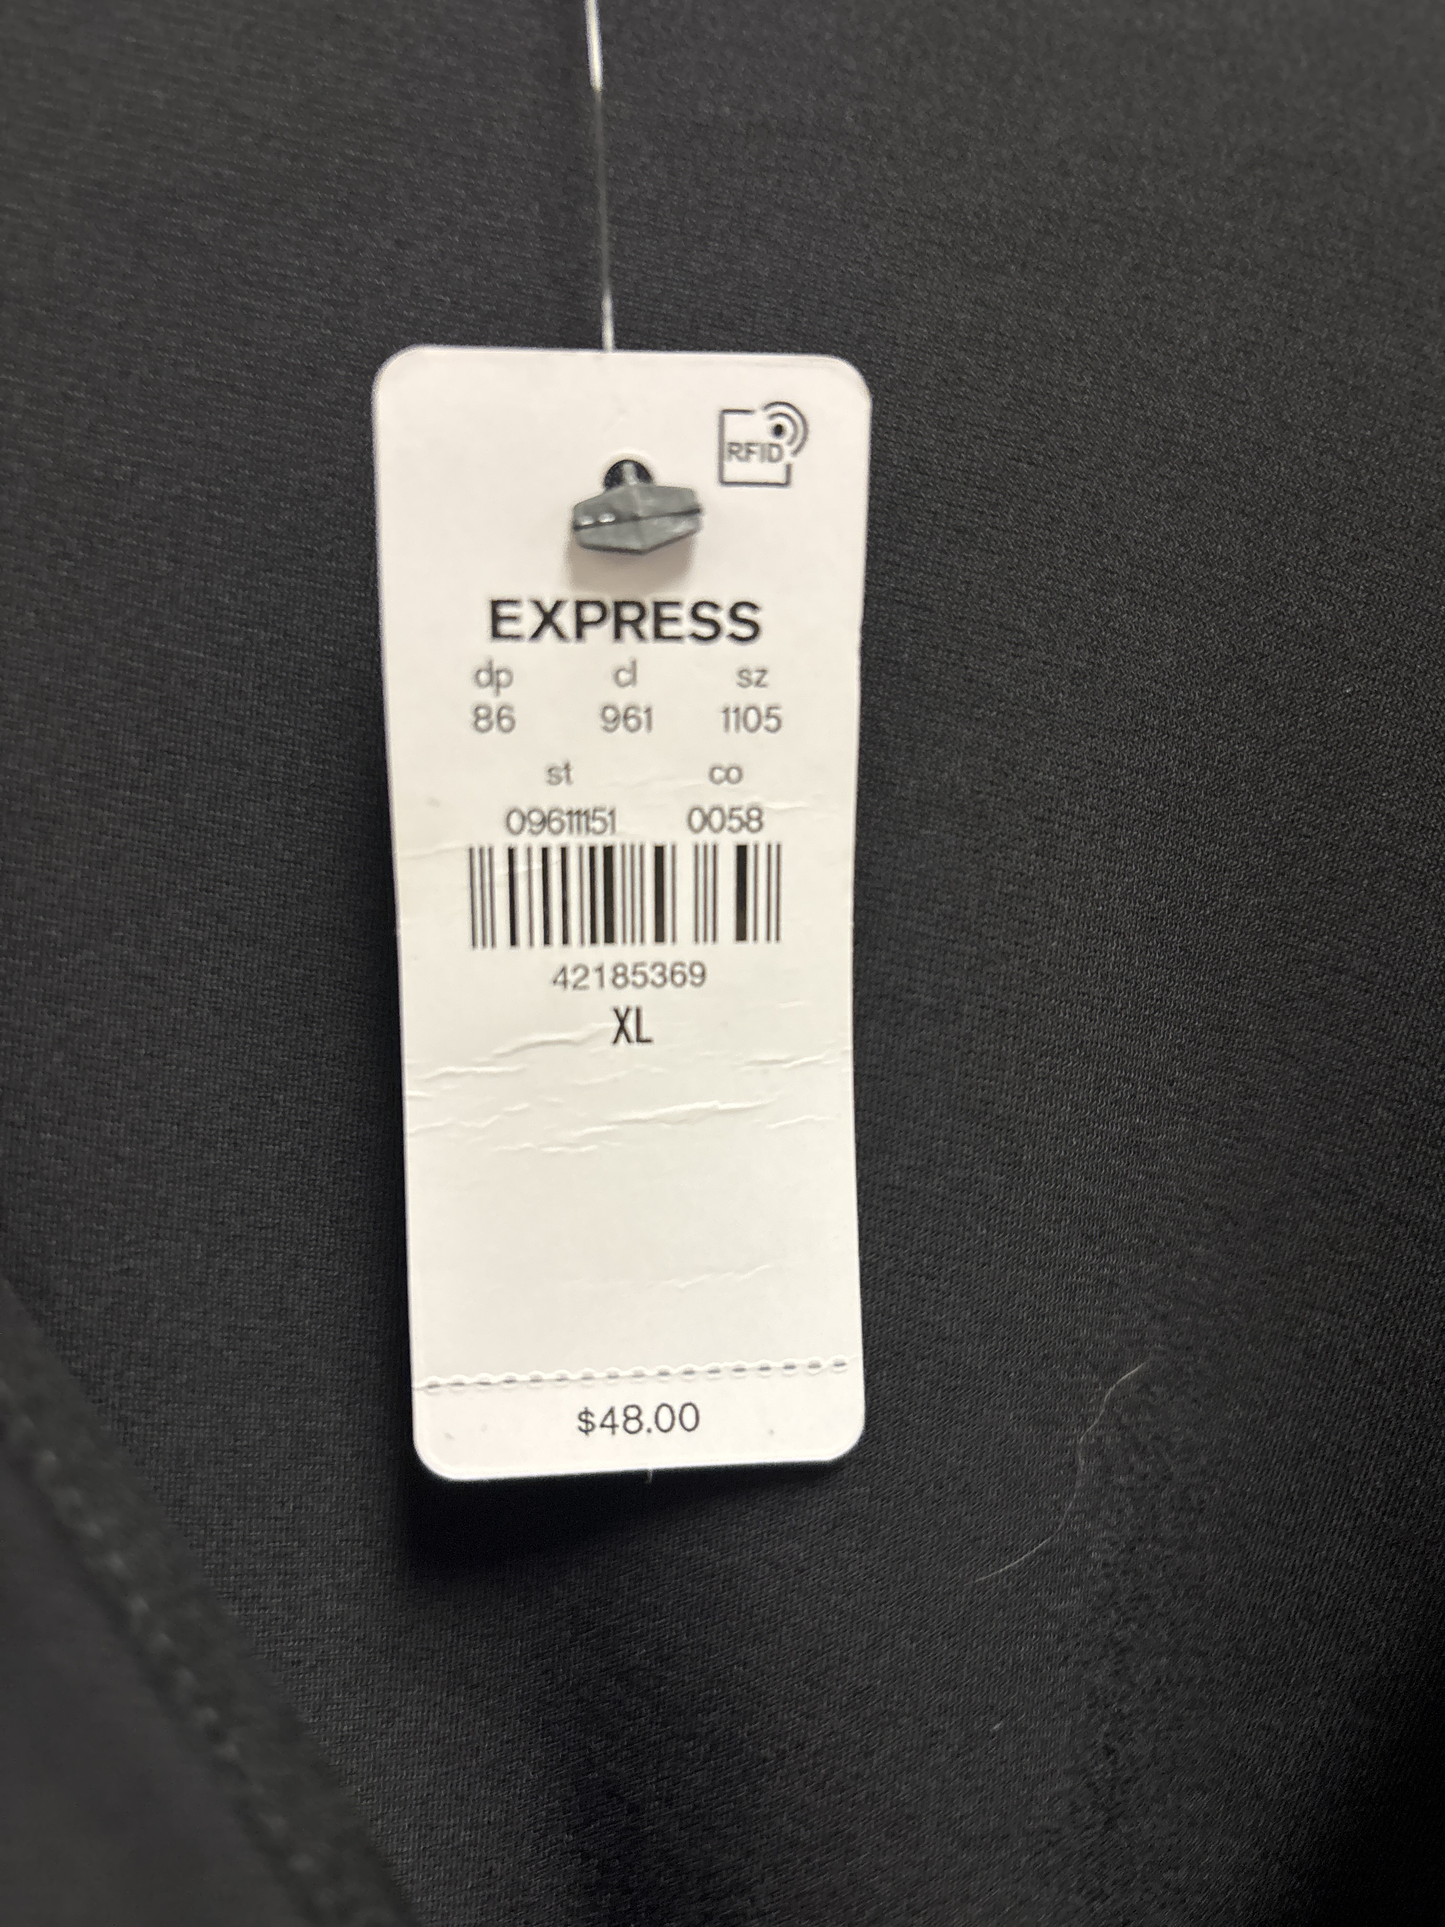 RFID
EXPRESS
dp cl sz
86 961 1105
st co
09611151 0058
42185369
XL
$48.00